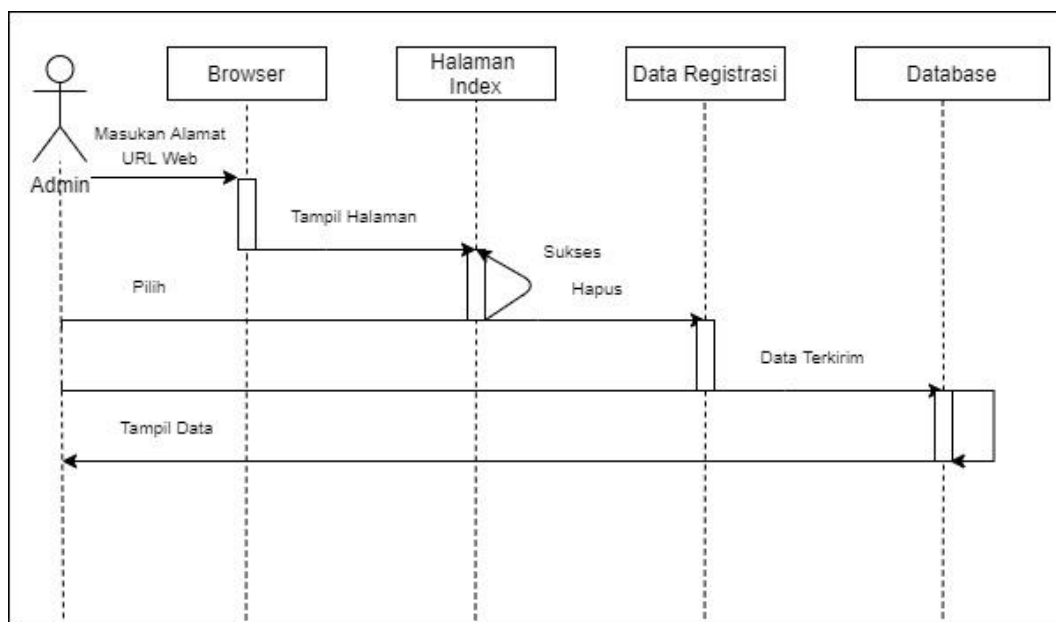 Browser
Halaman
Index
Data Registrasi
Database
Masukan Alamat
URL Web
Admin
Tampil Halaman
Sukses
Pilih
Hapus
Data Terkirim
Tampil Data